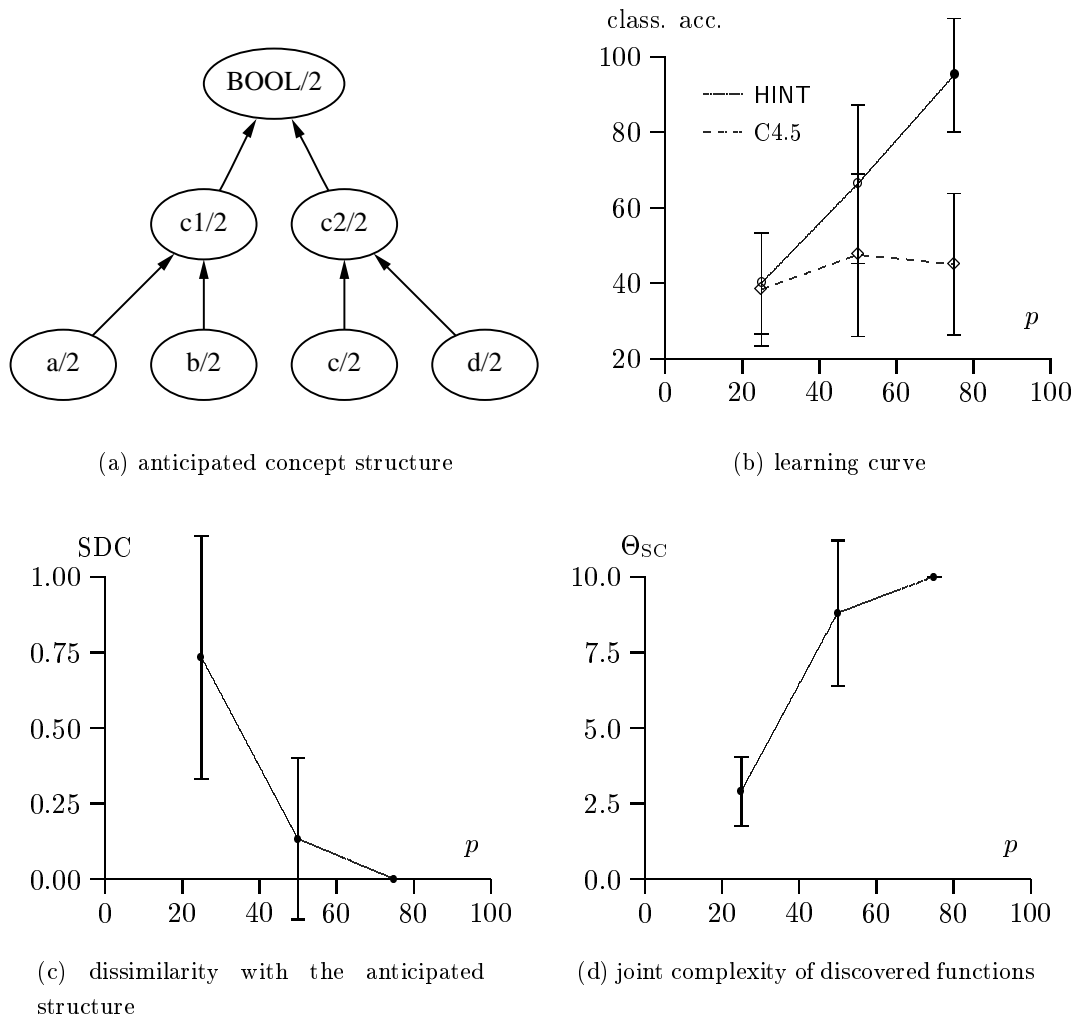 BOOL/2
c1/2
c2/2
a/2
b/2
c/2
d/2
(a) anticipated concept structure
class. acc.
100
80
60
40
20
HINT
C4.5
p
0 20 40 60 80 100
(b) learning curve
SDC
1.00
0.75
0.50
0.25
0.00
p
0 20 40 60 80 100
(c) dissimilarity with the anticipated
structure
ΘSC
10.0
7.5
5.0
2.5
0.0
p
0 20 40 60 80 100
(d) joint complexity of discovered functions